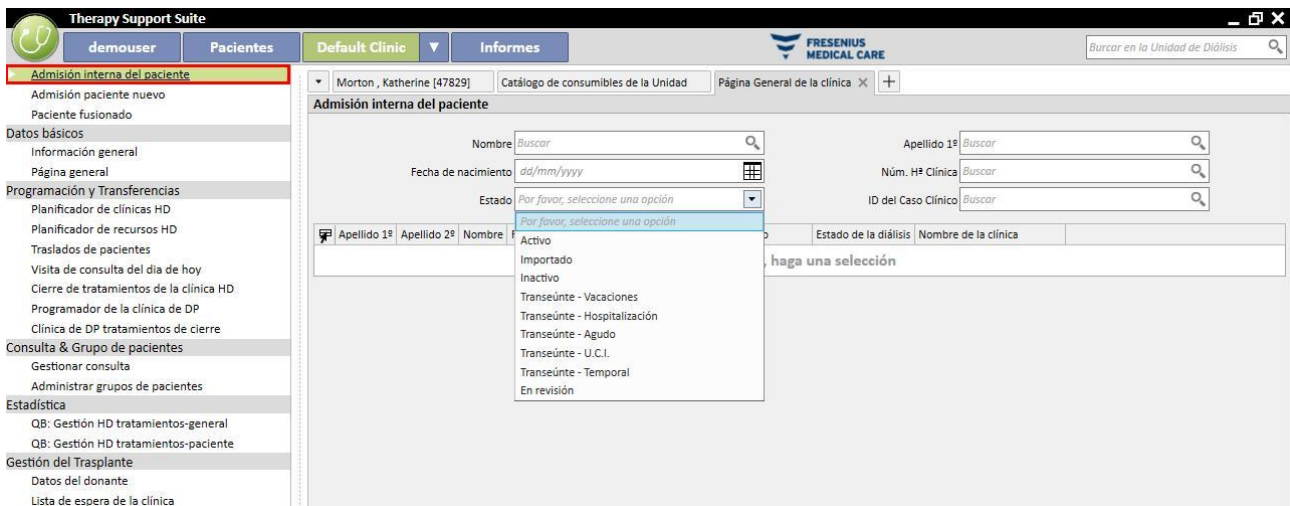 Therapy Support Suite
demouser Pacientes Default Clinic Informes FRESENIUS MEDICAL CARE Burcar en la Unidad de Diálisis
Admisión interna del paciente
Admisión paciente nuevo
Paciente fusionado
Datos básicos
Información general
Página general
Programación y Transferencias
Planificador de clínicas HD
Planificador de recursos HD
Traslados de pacientes
Visita de consulta del dia de hoy
Cierre de tratamientos de la clínica HD
Programador de la clínica de DP
Clínica de DP tratamientos de cierre
Consulta & Grupo de pacientes
Gestionar consulta
Administrar grupos de pacientes
Estadística
QB: Gestión HD tratamientos-general
QB: Gestión HD tratamientos-paciente
Gestión del Trasplante
Datos del donante
Lista de espera de la clínica
Morton , Katherine [47829] Catálogo de consumibles de la Unidad Página General de la clínica
Admisión interna del paciente
Nombre Buscar Apellido 1º Buscar
Fecha de nacimiento dd/mm/yyyy Núm. Hª Clínica Buscar
Estado Por favor, seleccione una opción ID del Caso Clínico Buscar
Por favor, seleccione una opción
Activo
Importado
Inactivo
Transeúnte - Vacaciones
Transeúnte - Hospitalización
Transeúnte - Agudo
Transeúnte - U.C.I.
Transeúnte - Temporal
En revisión
Apellido 1º Apellido 2º Nombre Estado de la diálisis Nombre de la clínica
, haga una selección